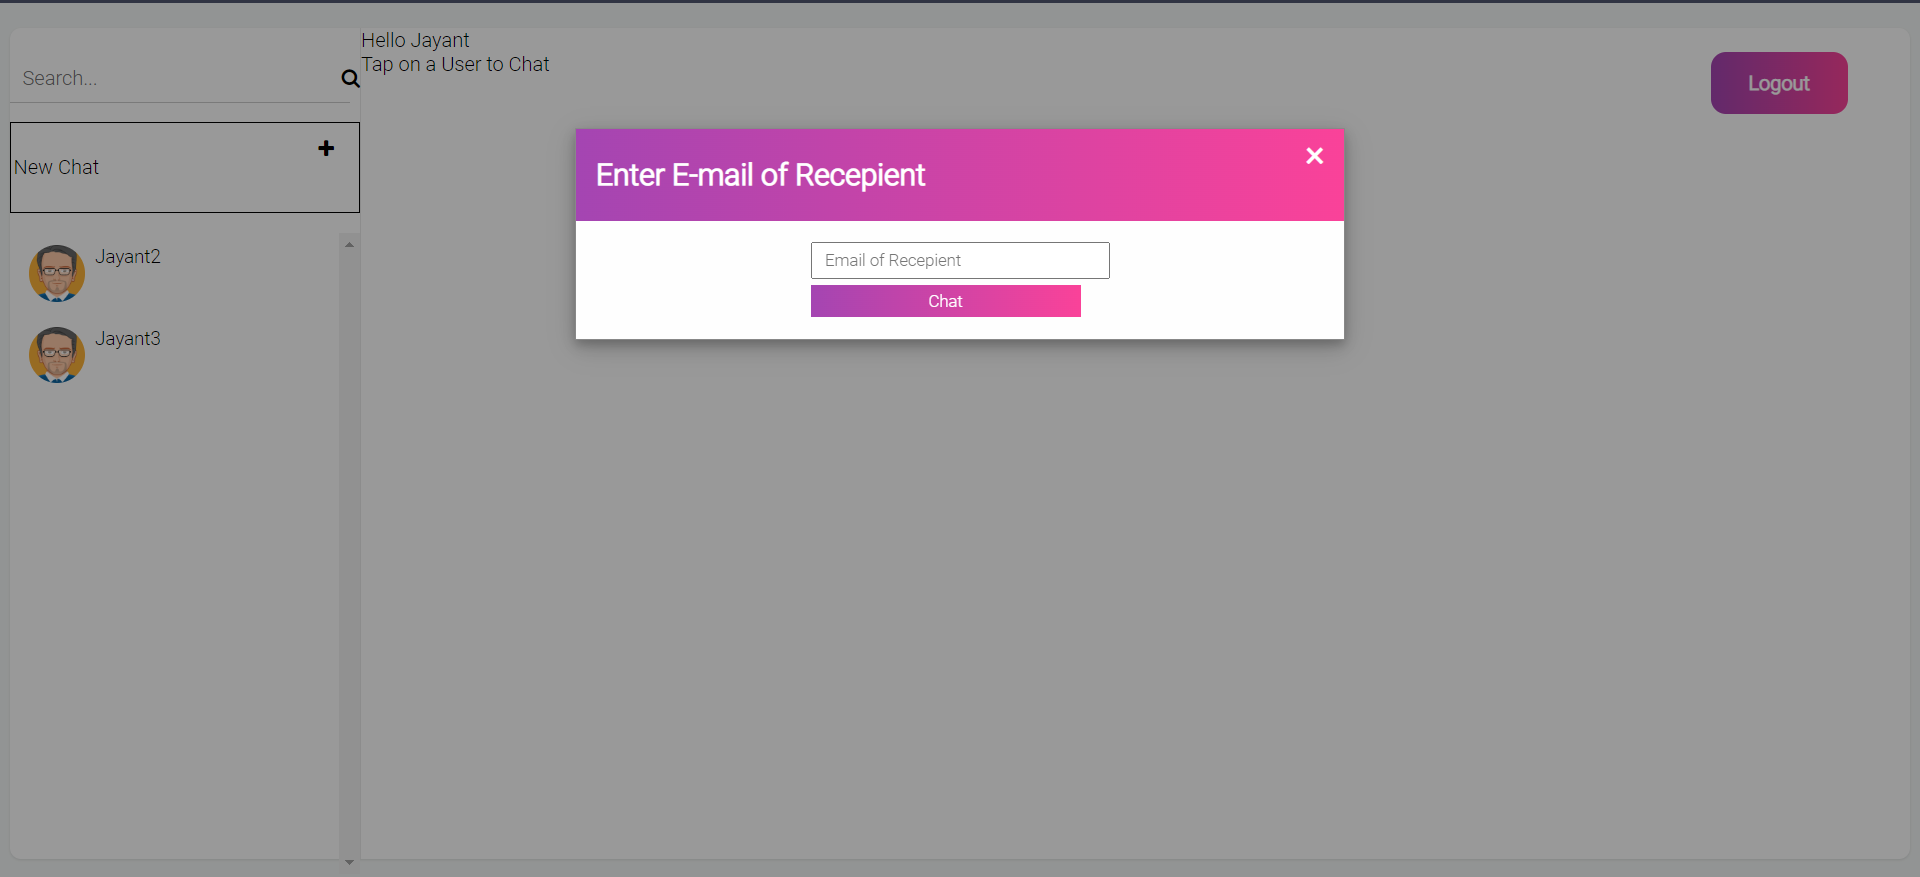 Search...
New Chat
Jayant2
Jayant3
Hello Jayant
Tap on a User to Chat
Logout
Enter E-mail of Recepient
Email of Recepient
Chat